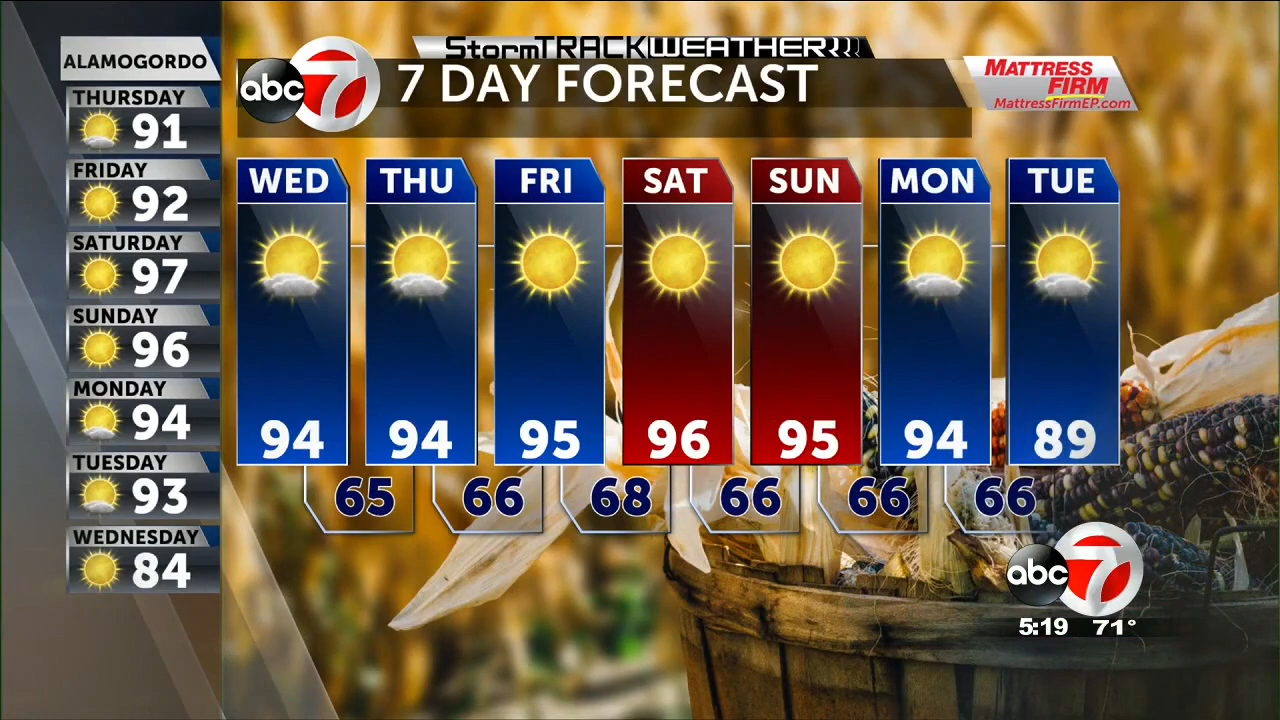 ALAMOGORDO
THURSDAY
91
FRIDAY
92
SATURDAY
97
SUNDAY
96
MONDAY
94
TUESDAY
93
WEDNESDAY
84
StormTRACKWEATHER
abc 7
7 DAY FORECAST
MATTRESS
FIRM
MattressFirmEP.com
WED THU FRI SAT SUN MON TUE
94 94 95 96 95 94 89
65 66 68 66 66 66
abc 7
5:19 71°